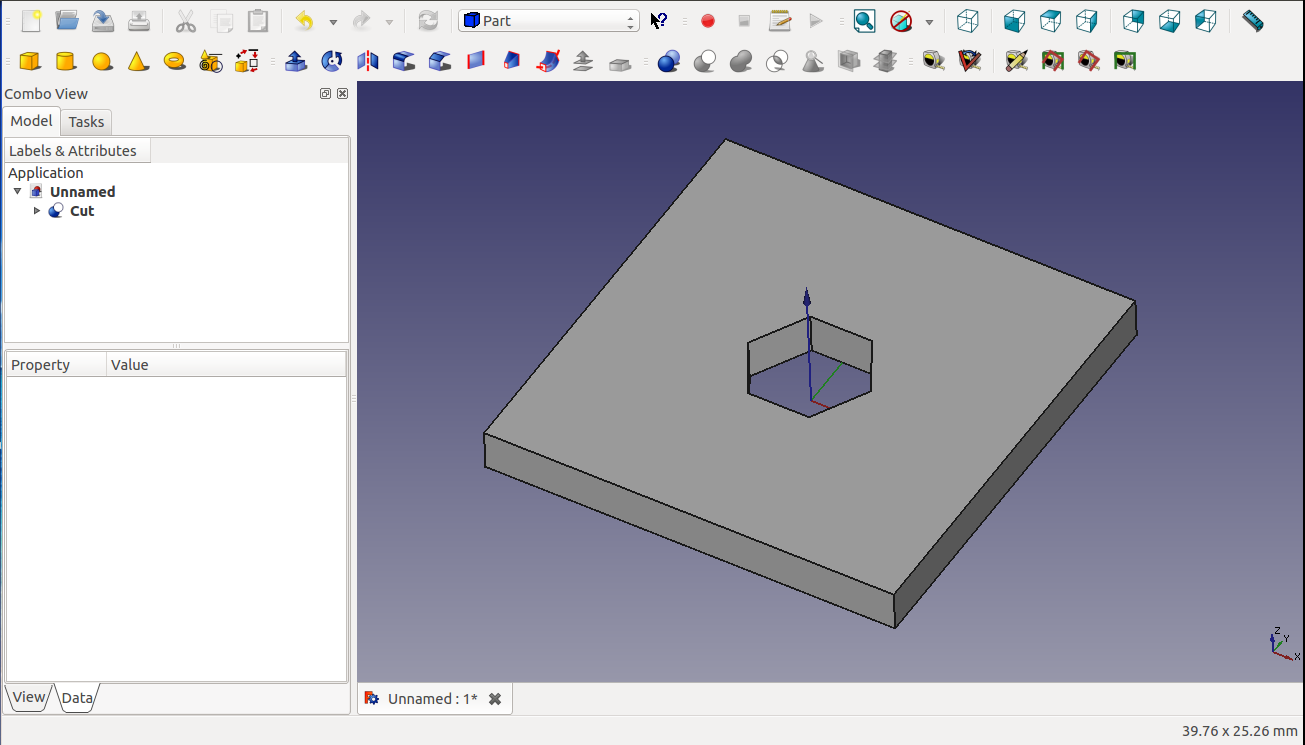 Part
Combo View
Model
Tasks
Labels & Attributes
Application
Unnamed
Cut
Property
Value
View
Data
Unnamed : 1*
Z
Y
X
39.76 x 25.26 mm